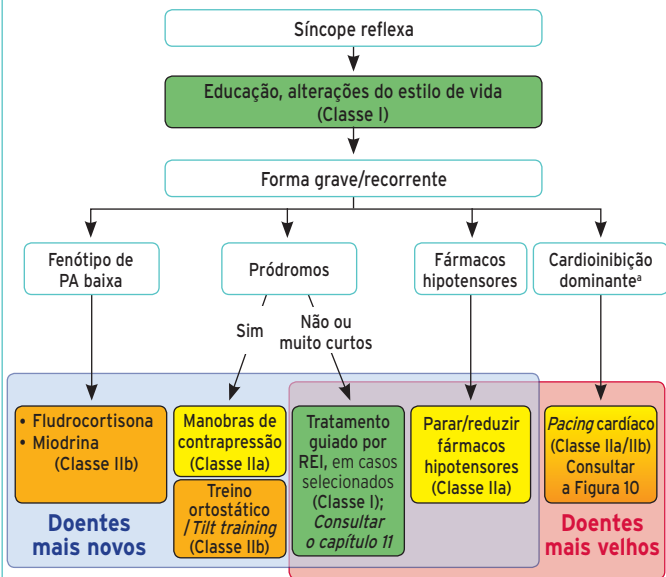 Síncope reflexa
Educação, alterações do estilo de vida
(Classe I)
Forma grave/recorrente
Fenótipo de
PA baixa
Pródromos
Fármacos
hipotensores
Cardioinibição
dominanteª
Sim
Não ou
muito curtos
• Fludrocortisona
• Miodrina
(Classe IIb)
Manobras de
contrapressão
(Classe IIa)
Treino
ortostático
/Tilt training
(Classe IIb)
Tratamento
guiado por
REI, em casos
selecionados
(Classe I);
Consultar
o capítulo 11
Parar/reduzir
fármacos
hipotensores
(Classe IIa)
Pacing cardíaco
(Classe IIa/IIb)
Consultar
a Figura 10
Doentes
mais novos
Doentes
mais velhos